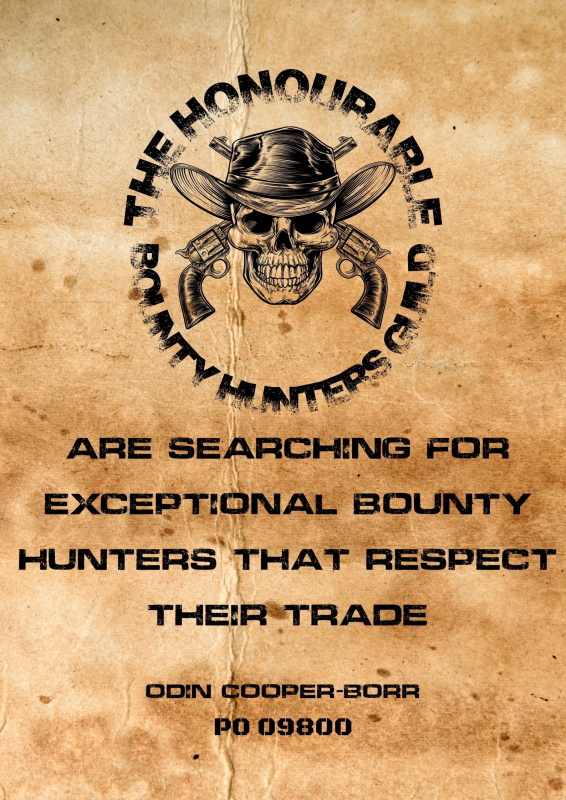 THE HONOURABLE
BOUNTY HUNTERS GUILD
ARE SEARCHING FOR
EXCEPTIONAL BOUNTY
HUNTERS THAT RESPECT
THEIR TRADE
ODIN COOPER-BORR
PO 09800